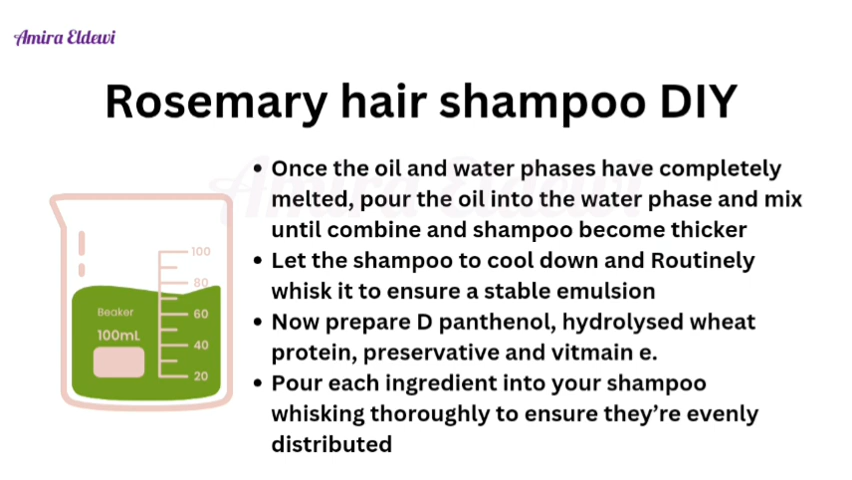 Amira Eldewi
Rosemary hair shampoo DIY
Amira Eldewi
• Once the oil and water phases have completely
melted, pour the oil into the water phase and mix
until combine and shampoo become thicker
• Let the shampoo to cool down and Routinely
whisk it to ensure a stable emulsion
• Now prepare D panthenol, hydrolysed wheat
protein, preservative and vitmain e.
• Pour each ingredient into your shampoo
whisking thoroughly to ensure they're evenly
distributed
100
80
Beaker
60
100mL
40
20